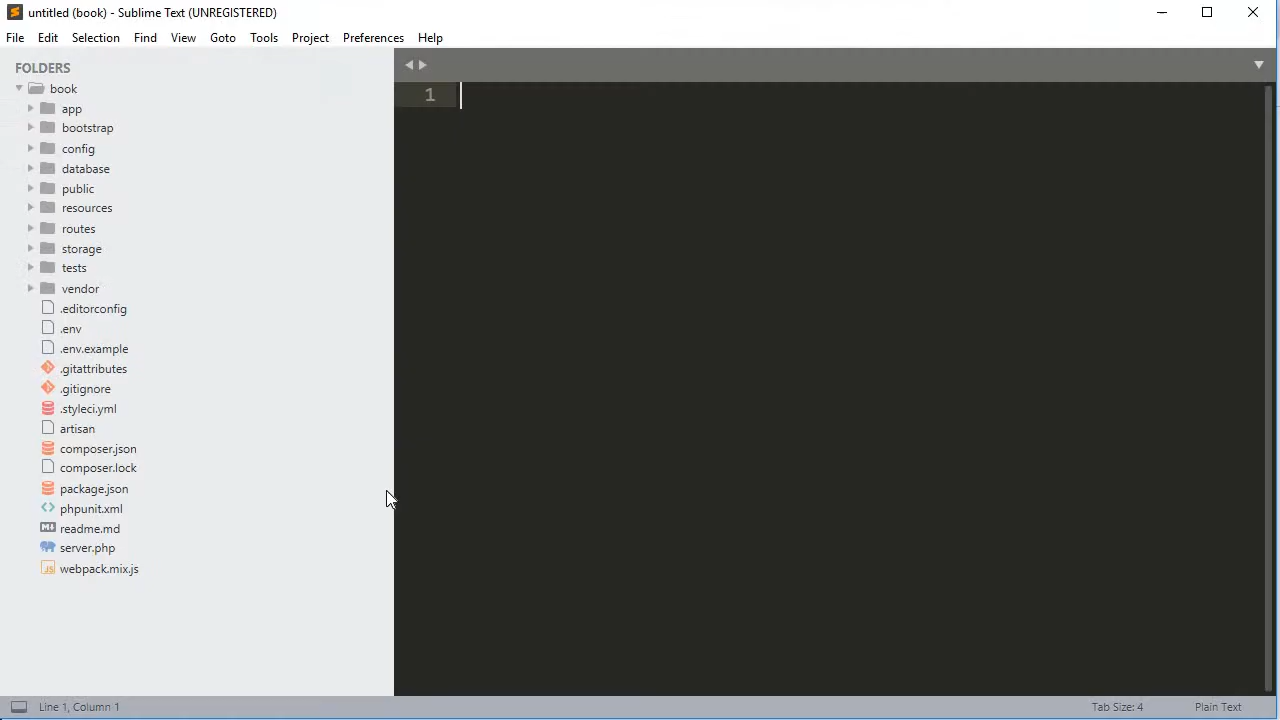 untitled (book) - Sublime Text (UNREGISTERED)
File Edit Selection Find View Goto Tools Project Preferences Help
FOLDERS
book
app
bootstrap
config
database
public
resources
routes
storage
tests
vendor
.editorconfig
.env
.env.example
.gitattributes
.gitignore
.styleci.yml
artisan
composer.json
composer.lock
package.json
phpunit.xml
readme.md
server.php
webpack.mix.js
1
Line 1, Column 1
Tab Size: 4
Plain Text